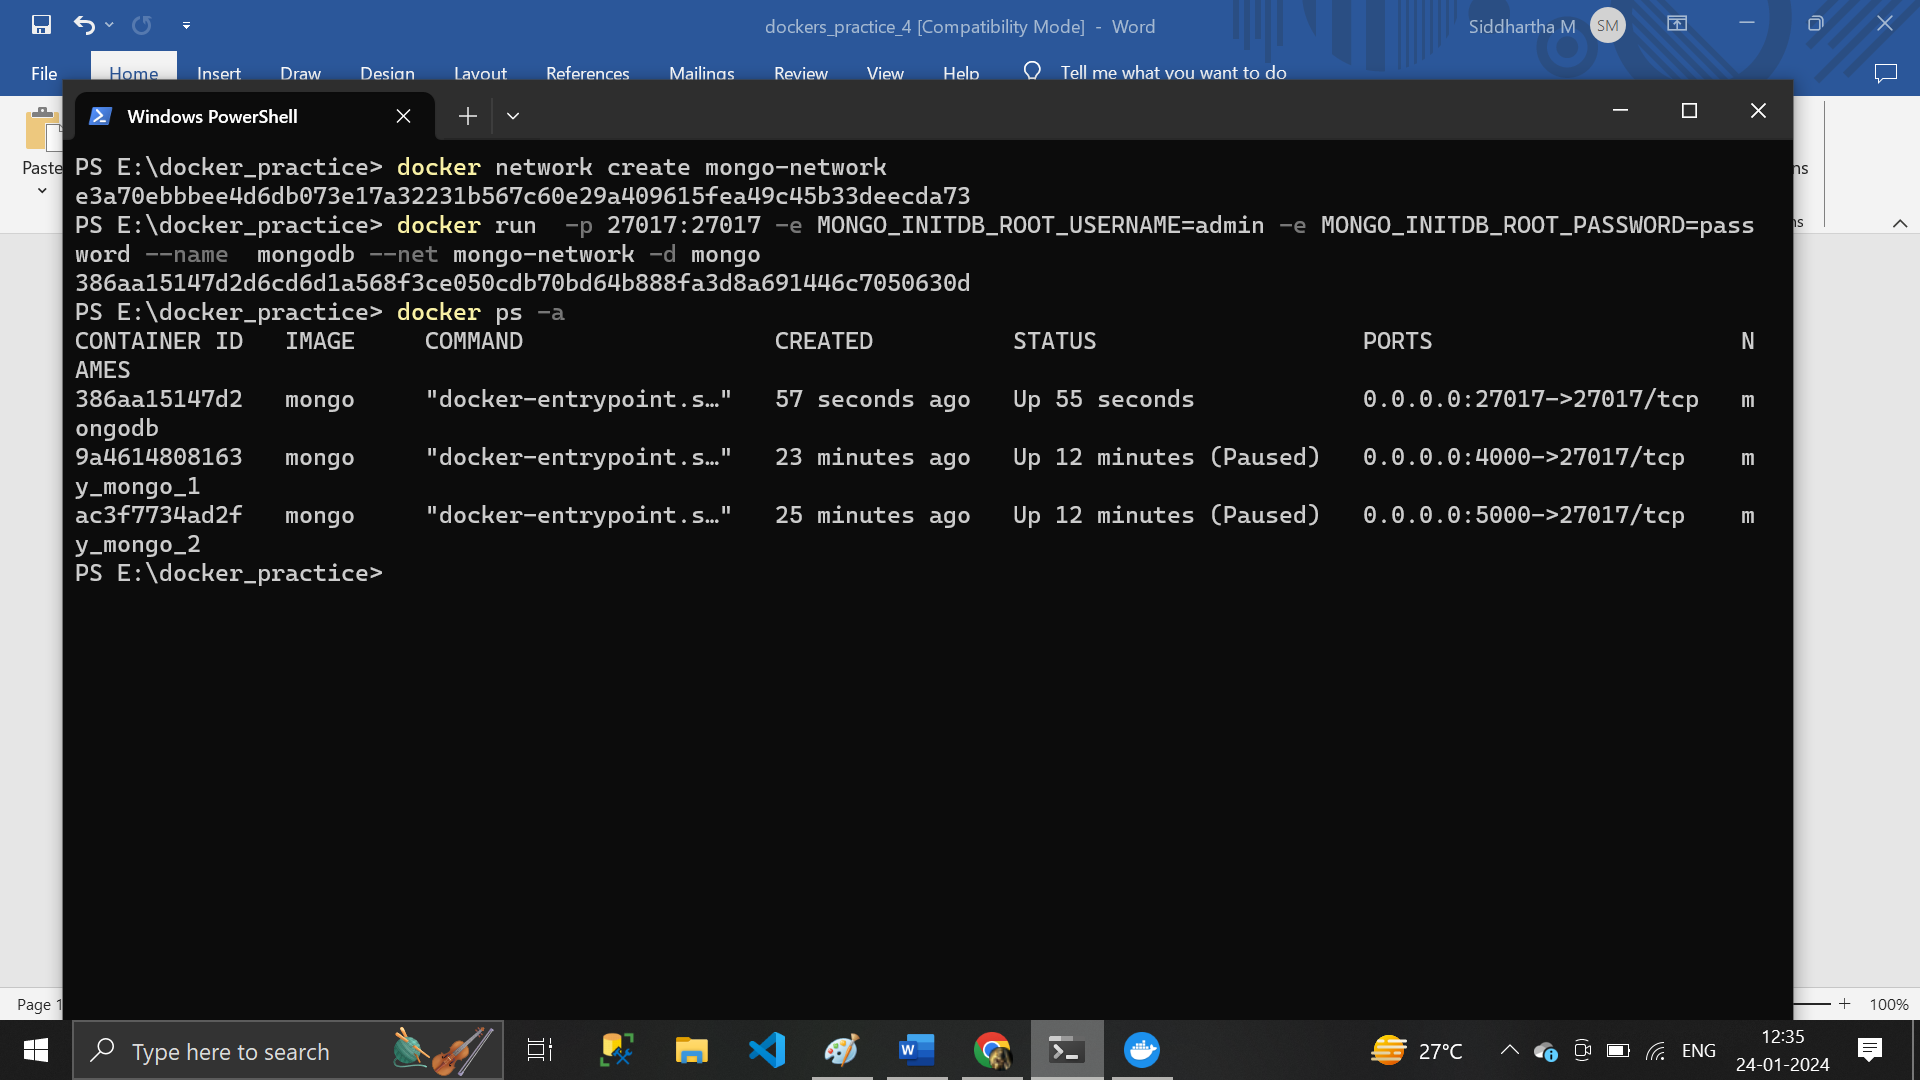 dockers_practice_4 [Compatibility Mode] - Word
Siddhartha M
SM
File Home Insert Draw Design Layout References Mailings Review View Help Tell me what you want to do
Paste
Windows PowerShell
PS E:\docker_practice> docker network create mongo-network
e3a70ebbbee4d6db073e17a32231b567c60e29a409615fea49c45b33deecda73
PS E:\docker_practice> docker run  -p 27017:27017 -e MONGO_INITDB_ROOT_USERNAME=admin -e MONGO_INITDB_ROOT_PASSWORD=pass
word --name  mongodb --net mongo-network -d mongo
386aa15147d2d6cd6d1a568f3ce050cdb70bd64b888fa3d8a691446c7050630d
PS E:\docker_practice> docker ps -a
CONTAINER ID   IMAGE     COMMAND                  CREATED          STATUS                   PORTS                      N
AMES
386aa15147d2   mongo     "docker-entrypoint.s…"   57 seconds ago   Up 55 seconds            0.0.0.0:27017->27017/tcp   m
ongodb
9a4614808163   mongo     "docker-entrypoint.s…"   23 minutes ago   Up 12 minutes (Paused)   0.0.0.0:4000->27017/tcp    m
y_mongo_1
ac3f7734ad2f   mongo     "docker-entrypoint.s…"   25 minutes ago   Up 12 minutes (Paused)   0.0.0.0:5000->27017/tcp    m
y_mongo_2
PS E:\docker_practice>
ns
ns
Page 1
100%
Type here to search
27°C
ENG
12:35
24-01-2024